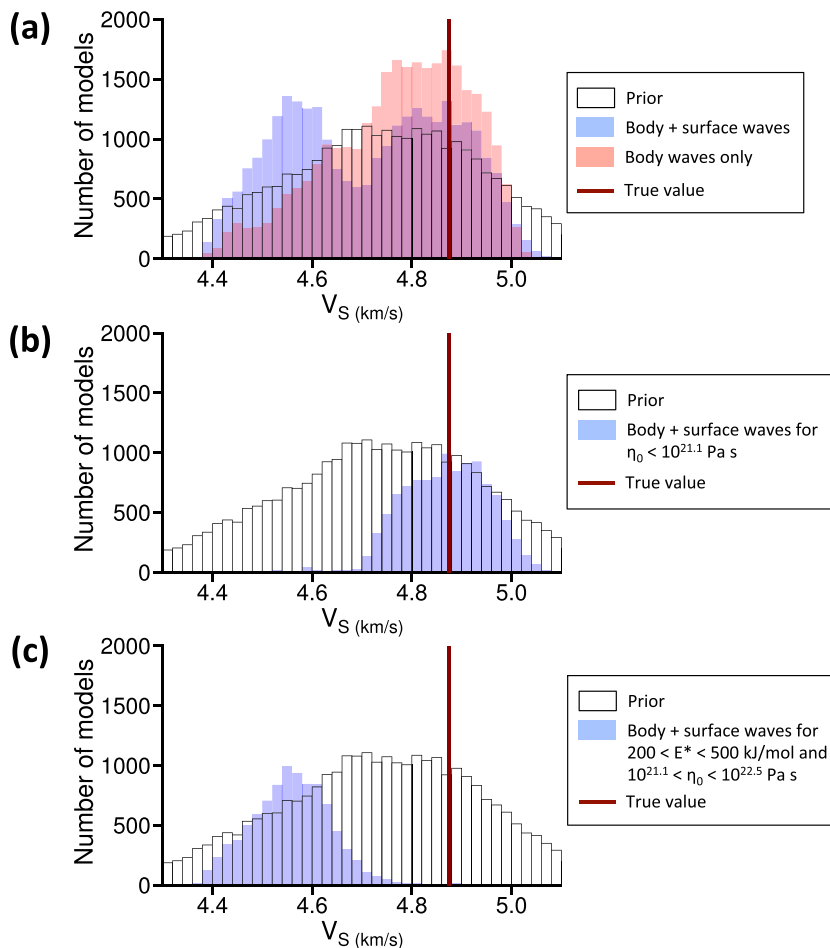 (a)
2000
1500
1000
500
0
Number of models
4.4 4.6 4.8 5.0
VS (km/s)
Prior
Body + surface waves
Body waves only
True value
(b)
2000
1500
1000
500
0
Number of models
4.4 4.6 4.8 5.0
VS (km/s)
Prior
Body + surface waves for
η0 < 10^21.1 Pa s
True value
(c)
2000
1500
1000
500
0
Number of models
4.4 4.6 4.8 5.0
VS (km/s)
Prior
Body + surface waves for
200 < E* < 500 kJ/mol and
10^21.1 < η0 < 10^22.5 Pa s
True value